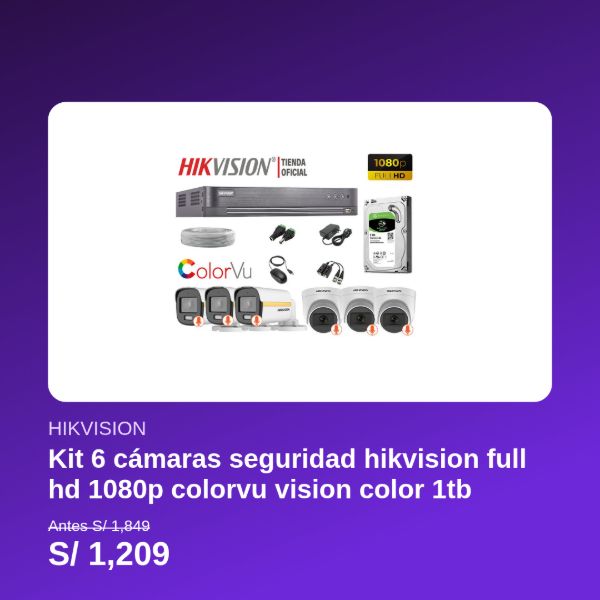 HIKVISION® TIENDA OFICIAL
1080p
FULL HD
ColorVu
HIKVISION
Kit 6 cámaras seguridad hikvision full
hd 1080p colorvu vision color 1tb
Antes S/ 1,849
S/ 1,209